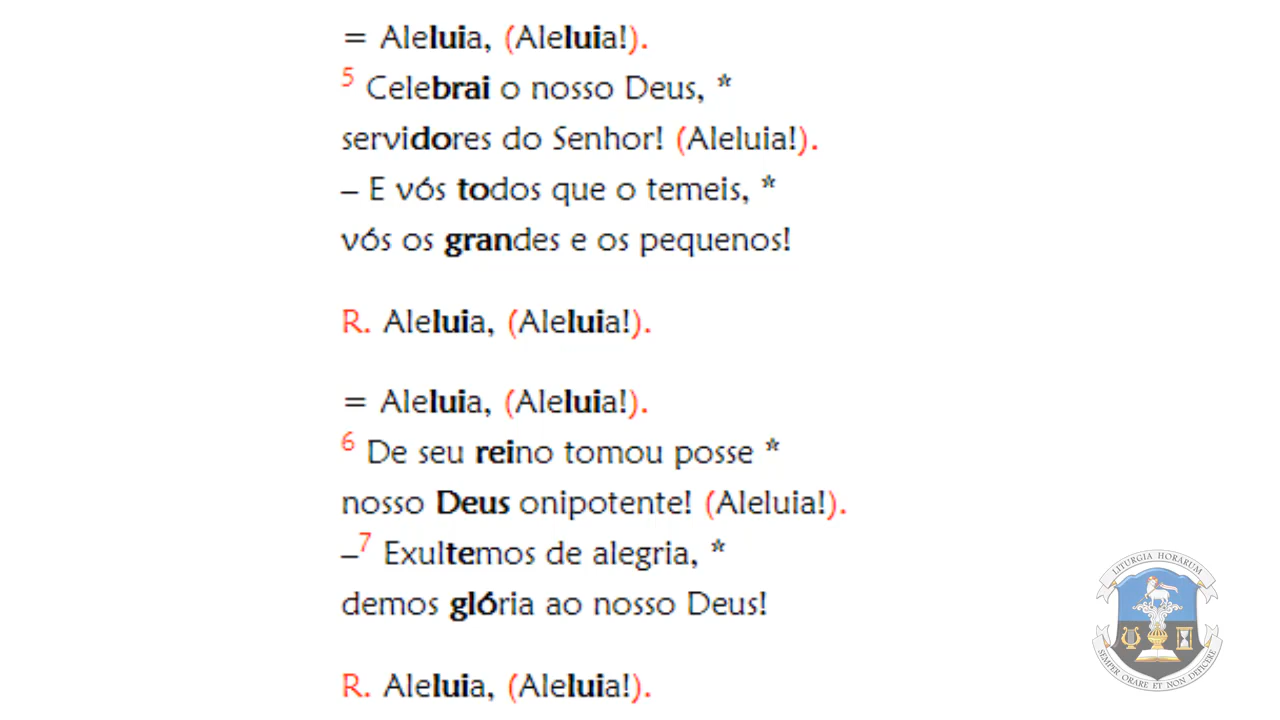 = Aleluia, (Aleluia!).
5 Celebrai o nosso Deus, *
servidores do Senhor! (Aleluia!).
– E vós todos que o temeis, *
vós os grandes e os pequenos!
R. Aleluia, (Aleluia!).
= Aleluia, (Aleluia!).
6 De seu reino tomou posse *
nosso Deus onipotente! (Aleluia!).
–7 Exultemos de alegria, *
demos glória ao nosso Deus!
R. Aleluia, (Aleluia!).
LITURGIA HORARUM
SEMPER ORARE ET NON DEFICERE